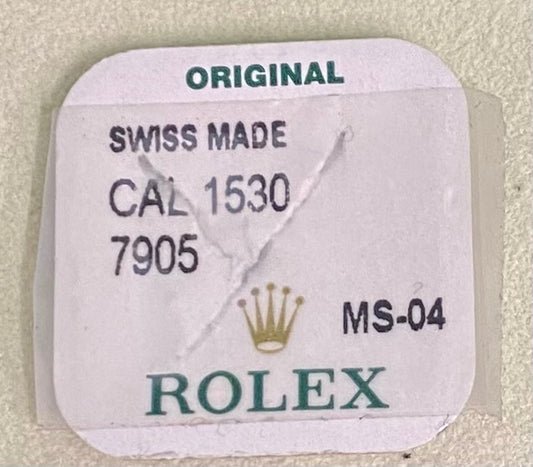 ORIGINAL
SWISS MADE
CAL 1530
7905
MS-04
ROLEX